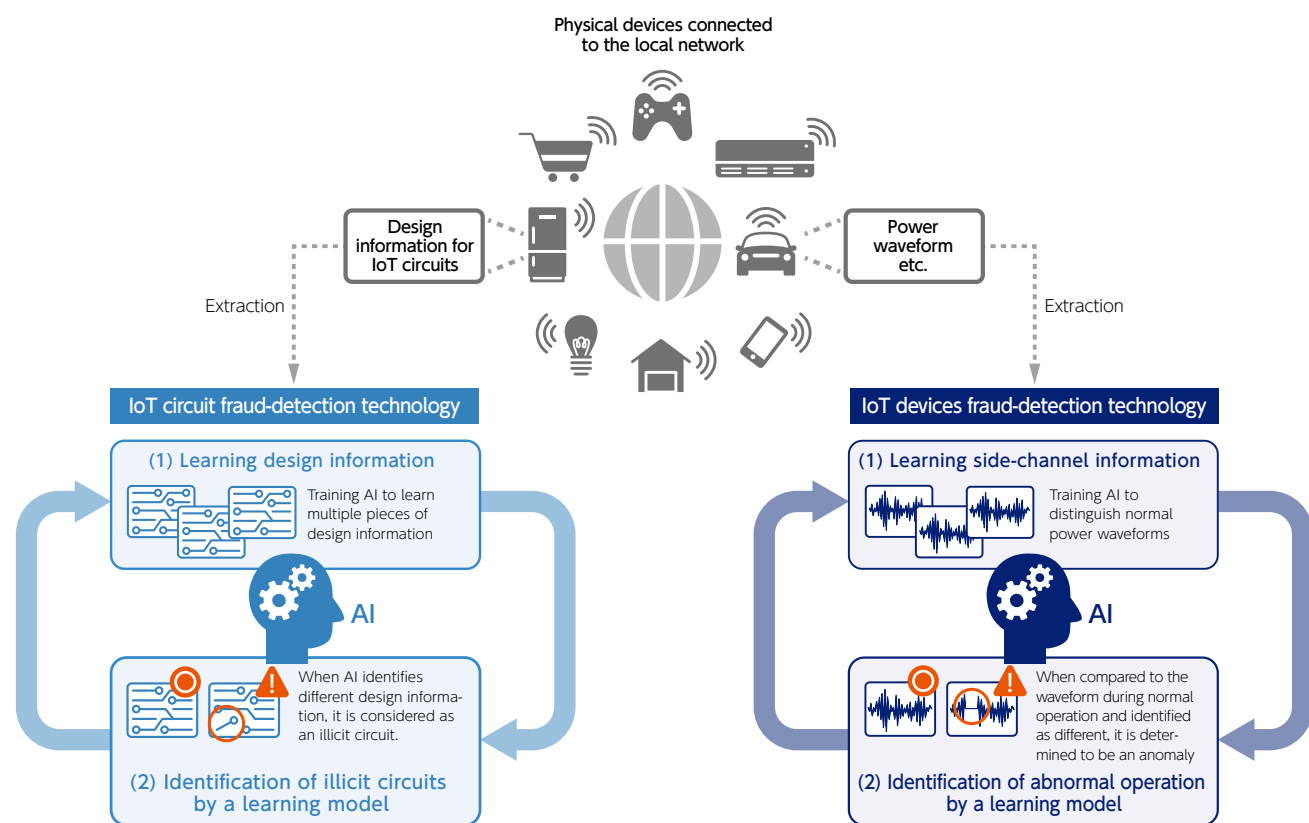 Physical devices connected
to the local network
Design
information for
IoT circuits
Power
waveform
etc.
Extraction
Extraction
IoT circuit fraud-detection technology
(1) Learning design information
Training AI to learn
multiple pieces of
design information
AI
When AI identifies
different design informa-
tion, it is considered as
an illicit circuit.
(2) Identification of illicit circuits
by a learning model
IoT devices fraud-detection technology
(1) Learning side-channel information
Training AI to
distinguish normal
power waveforms
AI
When compared to the
waveform during normal
operation and identified
as different, it is deter-
mined to be an anomaly
(2) Identification of abnormal operation
by a learning model